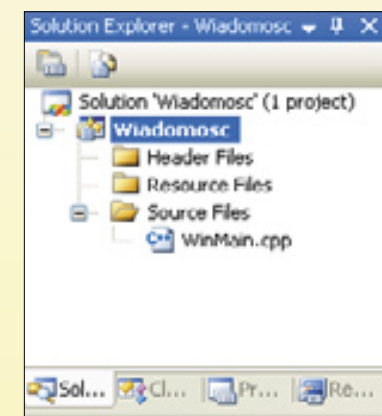 Solution Explorer - Wiadomosc
Solution 'Wiadomosc' (1 project)
Wiadomosc
Header Files
Resource Files
Source Files
WinMain.cpp
Sol... Cl... Pr... Re...